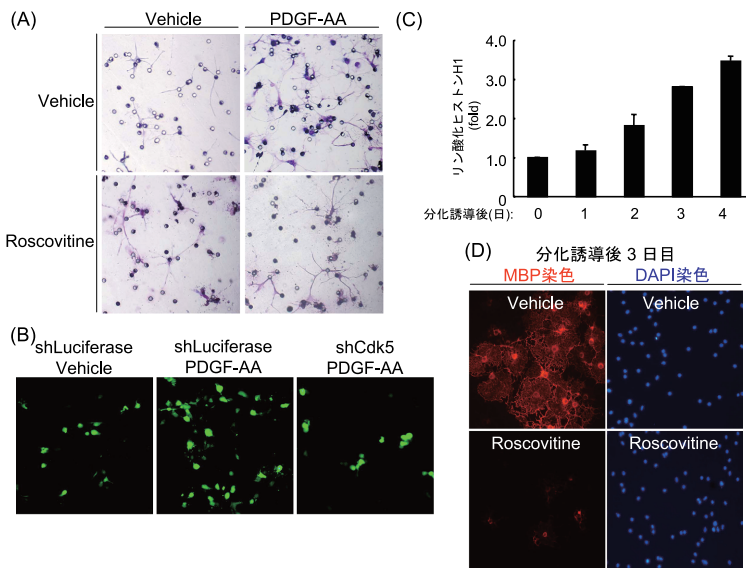 (A)
Vehicle
PDGF-AA
Vehicle
Roscovitine
(B)
shLuciferase
Vehicle
shLuciferase
PDGF-AA
shCdk5
PDGF-AA
(C)
リン酸化ヒストンH1
(fold)
4.0
3.0
2.0
1.0
分化誘導後(日): 0 1 2 3 4
(D)
分化誘導後 3 日目
MBP染色
DAPI染色
Vehicle
Vehicle
Roscovitine
Roscovitine